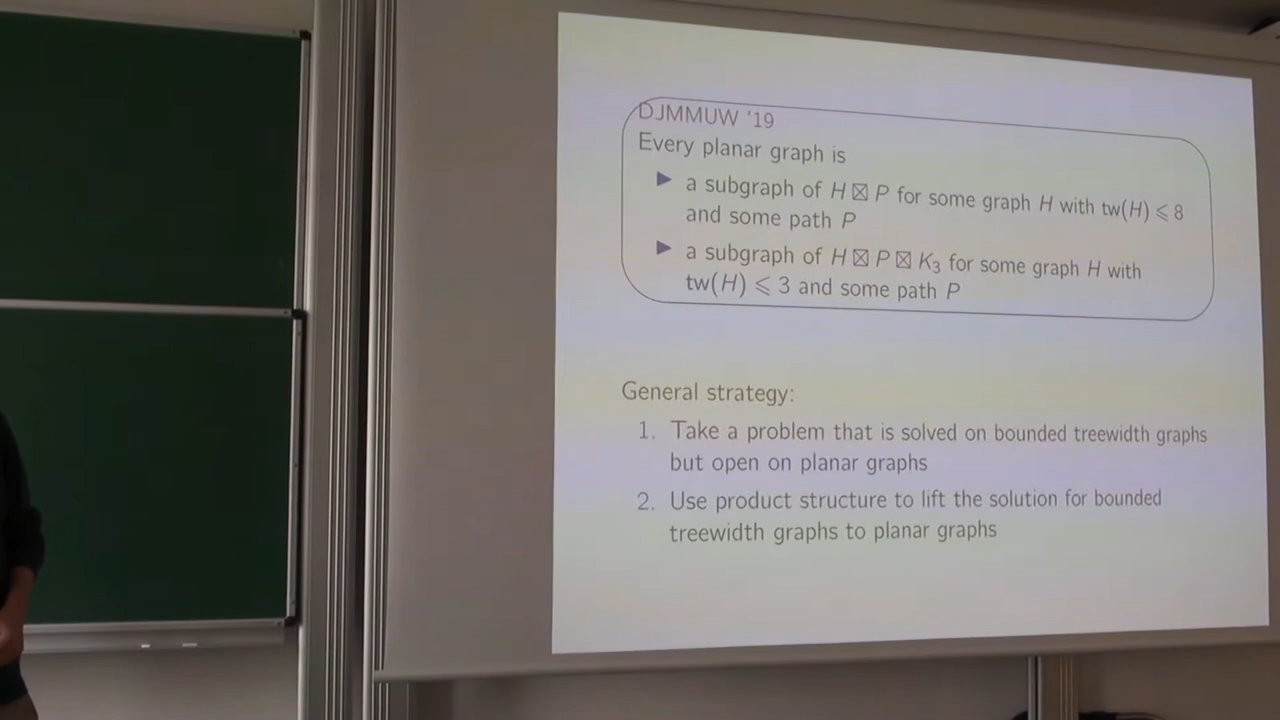 DJMMUW '19
Every planar graph is
▶ a subgraph of H ⊠ P for some graph H with tw(H) ⩽ 8
and some path P
▶ a subgraph of H ⊠ P ⊠ K₃ for some graph H with
tw(H) ⩽ 3 and some path P
General strategy:
1. Take a problem that is solved on bounded treewidth graphs
but open on planar graphs
2. Use product structure to lift the solution for bounded
treewidth graphs to planar graphs